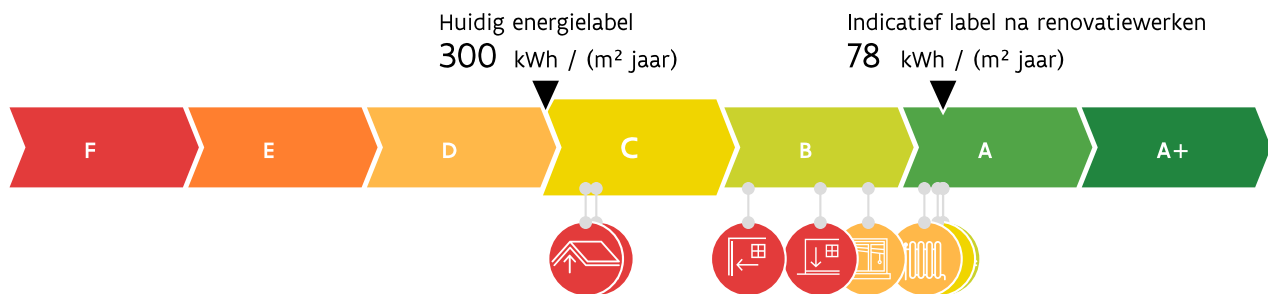 Huidig energielabel
300 kWh / (m² jaar)
Indicatief label na renovatiewerken
78 kWh / (m² jaar)
F E D C B A A+